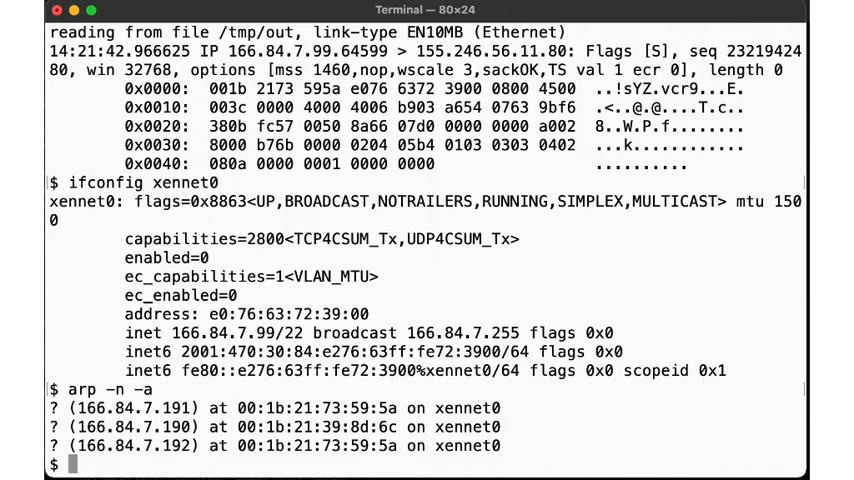 Terminal — 80×24
reading from file /tmp/out, link-type EN10MB (Ethernet)
14:21:42.966625 IP 166.84.7.99.64599 > 155.246.56.11.80: Flags [S], seq 23219424
80, win 32768, options [mss 1460,nop,wscale 3,sackOK,TS val 1 ecr 0], length 0
0x0000:  001b 2173 595a e076 6372 3900 0800 4500  ..!sYZ.vcr9...E.
0x0010:  003c 0000 4000 4006 b903 a654 0763 9bf6  .<..@.@....T.c..
0x0020:  380b fc57 0050 8a66 07d0 0000 0000 a002  8..W.P.f........
0x0030:  8000 b76b 0000 0204 05b4 0103 0303 0402  ...k............
0x0040:  080a 0000 0001 0000 0000  ..........
$ ifconfig xennet0
xennet0: flags=0x8863<UP,BROADCAST,NOTRAILERS,RUNNING,SIMPLEX,MULTICAST> mtu 150
0
capabilities=2800<TCP4CSUM_Tx,UDP4CSUM_Tx>
enabled=0
ec_capabilities=1<VLAN_MTU>
ec_enabled=0
address: e0:76:63:72:39:00
inet 166.84.7.99/22 broadcast 166.84.7.255 flags 0x0
inet6 2001:470:30:84:e276:63ff:fe72:3900/64 flags 0x0
inet6 fe80::e276:63ff:fe72:3900%xennet0/64 flags 0x0 scopeid 0x1
$ arp -n -a
? (166.84.7.191) at 00:1b:21:73:59:5a on xennet0
? (166.84.7.190) at 00:1b:21:39:8d:6c on xennet0
? (166.84.7.192) at 00:1b:21:73:59:5a on xennet0
$